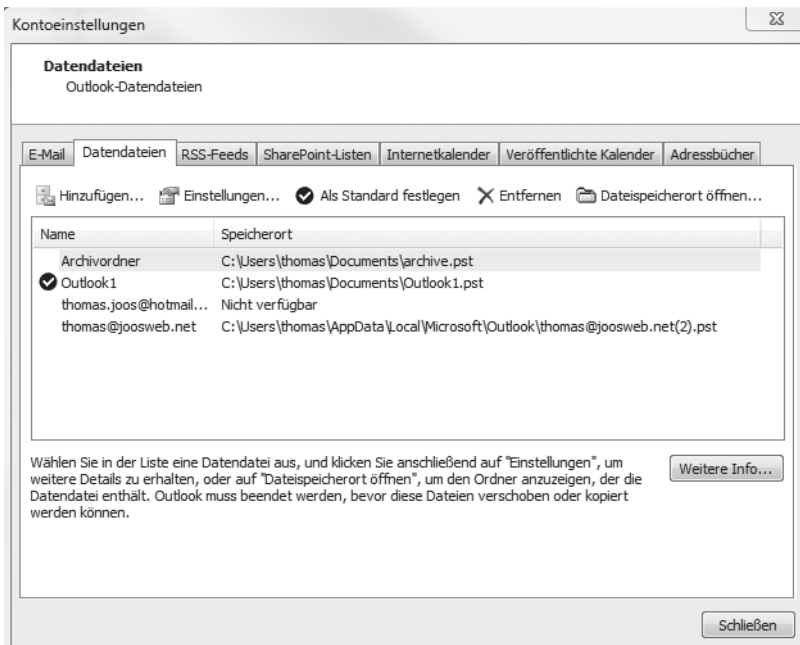 Kontoeinstellungen
Datendateien
Outlook-Datendateien
E-Mail Datendateien RSS-Feeds SharePoint-Listen Internetkalender Veröffentlichte Kalender Adressbücher
Hinzufügen... Einstellungen... Als Standard festlegen Entfernen Dateispeicherort öffnen...
Name Speicherort
Archivordner C:\Users\thomas\Documents\archive.pst
Outlook1 C:\Users\thomas\Documents\Outlook1.pst
thomas.joos@hotmail... Nicht verfügbar
thomas@joosweb.net C:\Users\thomas\AppData\Local\Microsoft\Outlook\thomas@joosweb.net(2).pst
Wählen Sie in der Liste eine Datendatei aus, und klicken Sie anschließend auf "Einstellungen", um
weitere Details zu erhalten, oder auf "Dateispeicherort öffnen", um den Ordner anzuzeigen, der die
Datendatei enthält. Outlook muss beendet werden, bevor diese Dateien verschoben oder kopiert
werden können.
Weitere Info...
Schließen